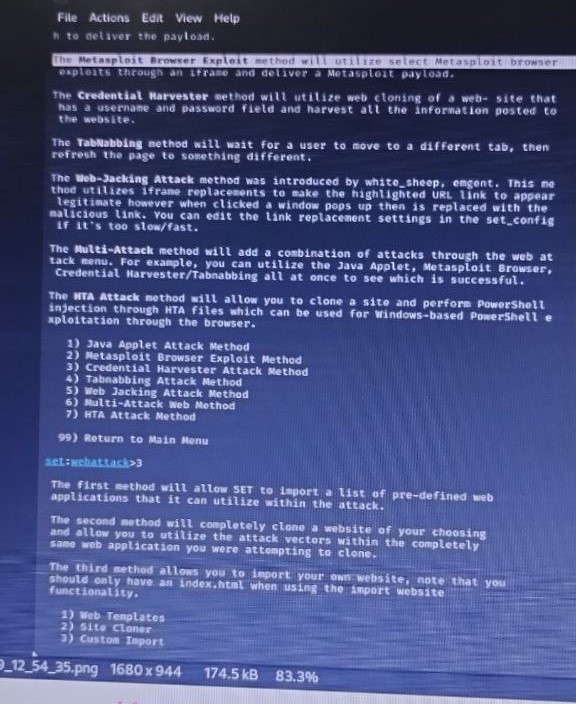 File Actions Edit View Help
h to deliver the payload.
The Metasploit Browser Exploit method will utilize select Metasploit browser
exploits through an iframe and deliver a Metasploit payload.
The Credential Harvester method will utilize web cloning of a web- site that
has a username and password field and harvest all the information posted to
the website.
The TabNabbing method will wait for a user to move to a different tab, then
refresh the page to something different.
The Web-Jacking Attack method was introduced by white_sheep, emgent. This me
thod utilizes iframe replacements to make the highlighted URL link to appear
legitimate however when clicked a window pops up then is replaced with the
malicious link. You can edit the link replacement settings in the set_config
if it's too slow/fast.
The Multi-Attack method will add a combination of attacks through the web at
tack menu. For example, you can utilize the Java Applet, Metasploit Browser,
Credential Harvester/Tabnabbing all at once to see which is successful.
The HTA Attack method will allow you to clone a site and perform PowerShell
injection through HTA files which can be used for Windows-based PowerShell e
xploitation through the browser.
1) Java Applet Attack Method
2) Metasploit Browser Exploit Method
3) Credential Harvester Attack Method
4) Tabnabbing Attack Method
5) Web Jacking Attack Method
6) Multi-Attack Web Method
7) HTA Attack Method
99) Return to Main Menu
set:webattack>3
The first method will allow SET to import a list of pre-defined web
applications that it can utilize within the attack.
The second method will completely clone a website of your choosing
and allow you to utilize the attack vectors within the completely
same web application you were attempting to clone.
The third method allows you to import your own website, note that you
should only have an index.html when using the import website
functionality.
1) Web Templates
2) Site Cloner
3) Custom Import
9_12_54_35.png 1680 x 944 174.5 kB 83.3%